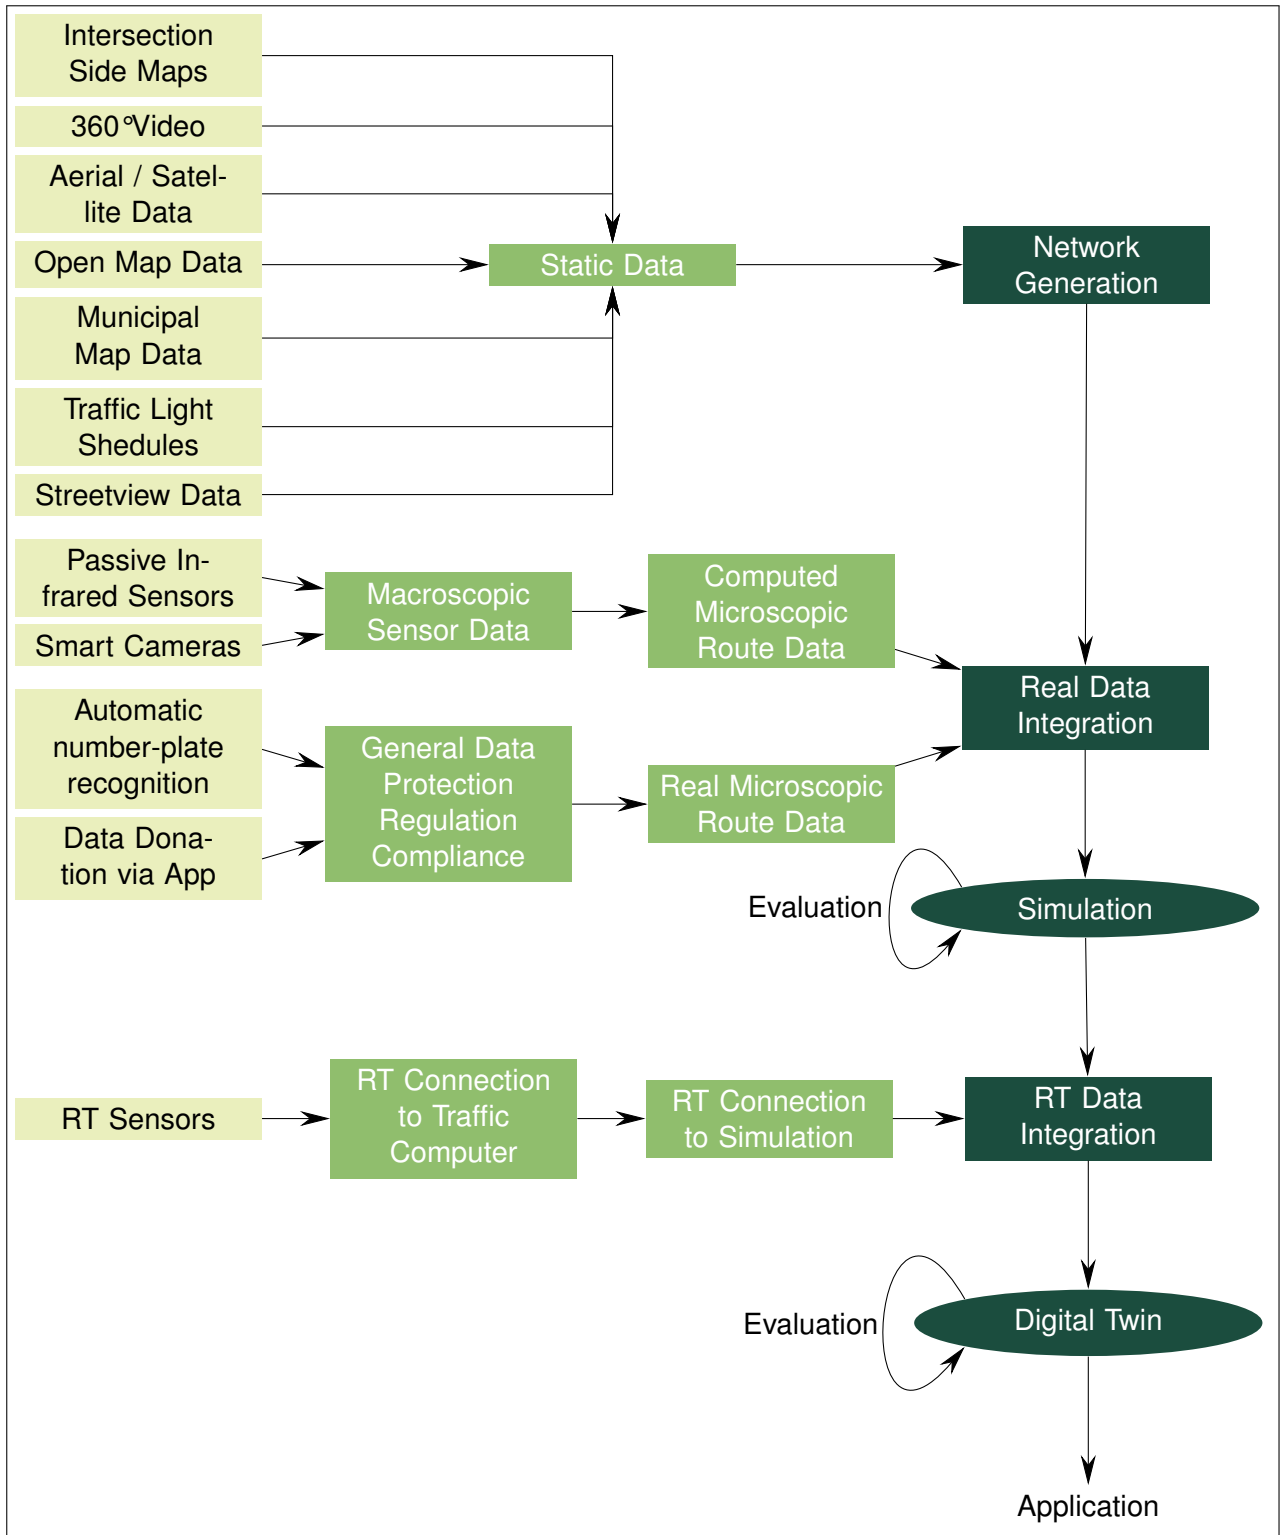 Intersection
Side Maps
360°Video
Aerial / Satel-
lite Data
Open Map Data
Municipal
Map Data
Traffic Light
Shedules
Streetview Data
Static Data
Network
Generation
Passive In-
frared Sensors
Smart Cameras
Macroscopic
Sensor Data
Computed
Microscopic
Route Data
Real Data
Integration
Automatic
number-plate
recognition
Data Dona-
tion via App
General Data
Protection
Regulation
Compliance
Real Microscopic
Route Data
Evaluation
Simulation
RT Sensors
RT Connection
to Traffic
Computer
RT Connection
to Simulation
RT Data
Integration
Evaluation
Digital Twin
Application